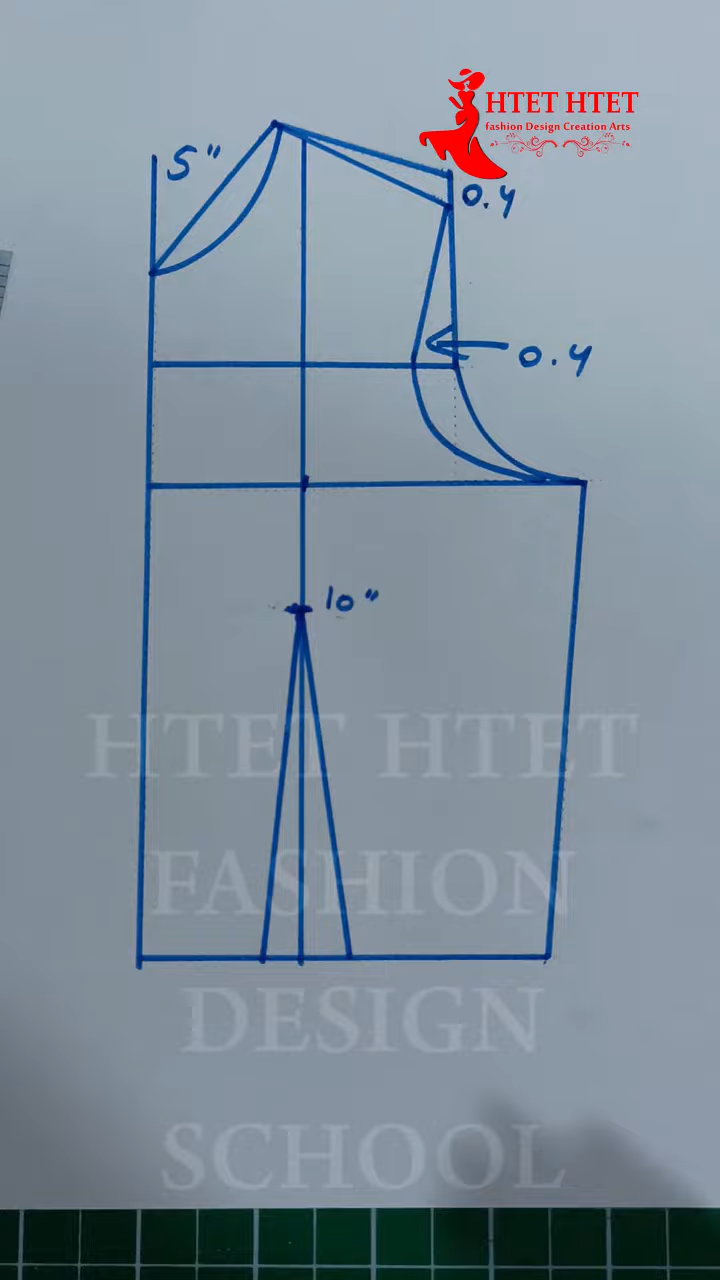 HTET HTET
fashion Design Creation Arts
5"
0.4
0.4
10"
HTET HTET
FASHION
DESIGN
SCHOOL